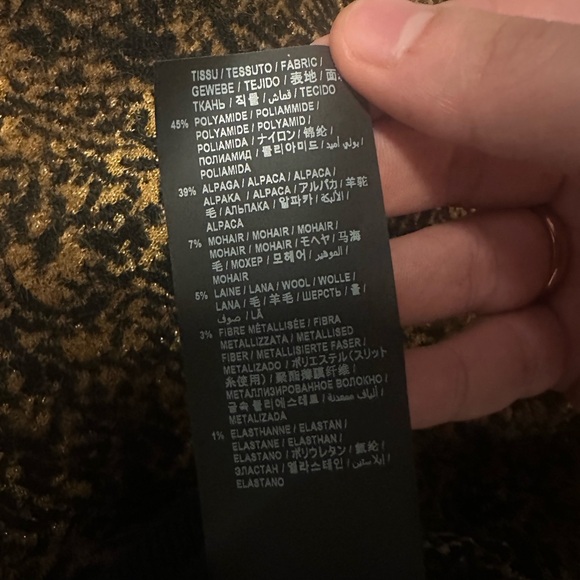 TISSU / TESSUTO / FABRIC /
GEWEBE / TEJIDO / 表地 / 面
ТКАНЬ / 직물 / قماش / TECIDO
45% POLYAMIDE / POLIAMMIDE /
POLYAMIDE / POLYAMID /
POLIAMIDA / ナイロン / 锦纶 /
ПОЛИАМИД / 폴리아미드 / بولي أميد /
POLIAMIDA
39% ALPAGA / ALPACA / ALPACA /
ALPAKA / ALPACA / アルパカ / 羊驼
毛 / АЛЬПАКА / 알파카 / الألبكة /
ALPACA
7% MOHAIR / MOHAIR / MOHAIR /
MOHAIR / MOHAIR / モヘヤ / 马海
毛 / МОХЕР / 모헤어 / الموهير /
MOHAIR
5% LAINE / LANA / WOOL / WOLLE /
LANA / 毛 / 羊毛 / ШЕРСТЬ / 울
/ صوف / LÃ
3% FIBRE MÉTALLISÉE / FIBRA
METALLIZZATA / METALLISED
FIBER / METALLISIERTE FASER /
METALIZADO / ポリエステル(スリット
糸使用) / 聚酯薄膜纤维 /
МЕТАЛЛИЗИРОВАННОЕ ВОЛОКНО /
금속 폴리에스테르 / ألياف معدنية /
METALIZADA
1% ELASTHANNE / ELASTAN /
ELASTANE / ELASTHAN /
ELASTANO / ポリウレタン / 氨纶 /
ЭЛАСТАН / 엘라스테인 / إيلاستين /
ELASTANO